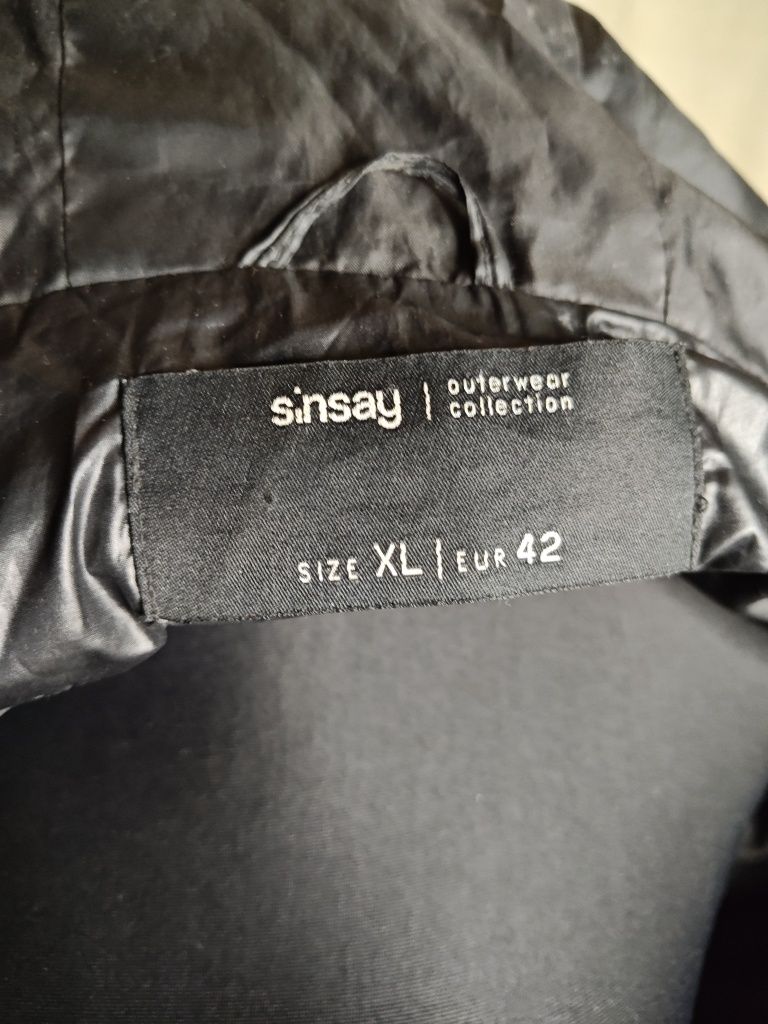 sinsay | outerwear
collection
SIZE XL | EUR 42